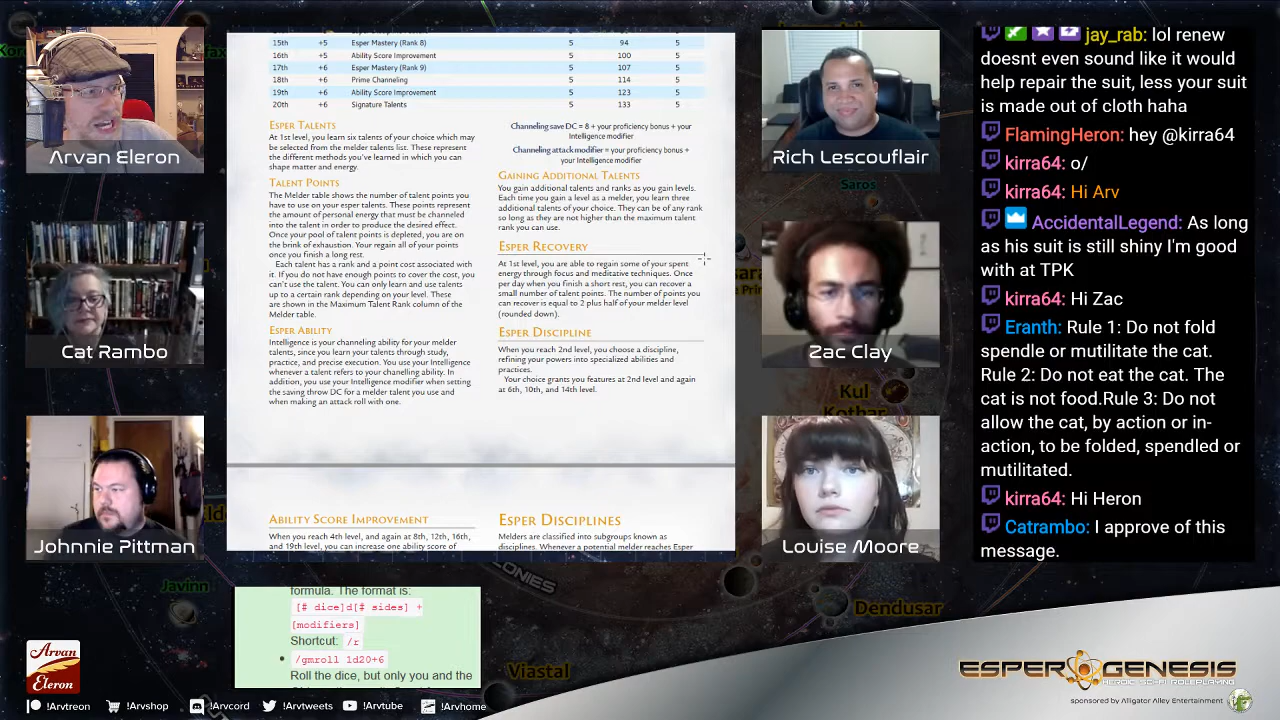 Arvan Eleron
Cat Rambo
Johnnie Pittman
15th +5 Esper Mastery (Rank 8) 5 94 5
16th +5 Ability Score Improvement 5 100 5
17th +6 Esper Mastery (Rank 9) 5 107 5
18th +6 Prime Channeling 5 114 5
19th +6 Ability Score Improvement 5 123 5
20th +6 Signature Talents 5 133 5
Esper Talents
At 1st level, you learn six talents of your choice which may
be selected from the melder talents list. These represent
the different methods you've learned in which you can
shape matter and energy.
Talent Points
The Melder table shows the number of talent points you
have to use on your esper talents. These points represent
the amount of personal energy that must be channeled
into the talent in order to produce the desired effect.
Once your pool of talent points is depleted, you are on
the brink of exhaustion. Your regain all of your points
once you finish a long rest.
Each talent has a rank and a point cost associated with
it. If you do not have enough points to cover the cost, you
can't use the talent. You can only learn and use talents
up to a certain rank depending on your level. These
are shown in the Maximum Talent Rank column of the
Melder table.
Esper Ability
Intelligence is your channeling ability for your melder
talents, since you learn your talents through study,
practice, and precise execution. You use your Intelligence
whenever a talent refers to your chanelling ability. In
addition, you use your Intelligence modifier when setting
the saving throw DC for a melder talent you use and
when making an attack roll with one.
Channeling save DC = 8 + your proficiency bonus + your
Intelligence modifier
Channeling attack modifier = your proficiency bonus +
your Intelligence modifier
Gaining Additional Talents
You gain additional talents and ranks as you gain levels.
Each time you gain a level as a melder, you learn three
additional talents of your choice. They can be of any rank
so long as they are not higher than the maximum talent
rank you can use.
Esper Recovery
At 1st level, you are able to regain some of your spent
energy through focus and meditative techniques. Once
per day when you finish a short rest, you can recover a
small number of talent points. The number of points you
can recover is equal to 2 plus half of your melder level
(rounded down).
Esper Discipline
When you reach 2nd level, you choose a discipline,
refining your powers into specialized abilities and
practices.
Your choice grants you features at 2nd level and again
at 6th, 10th, and 14th level.
Ability Score Improvement
When you reach 4th level, and again at 8th, 12th, 16th,
and 19th level, you can increase one ability score of
Esper Disciplines
Melders are classified into subgroups known as
disciplines. Whenever a potential melder reaches Esper
Rich Lescouflair
Saros
Zac Clay
Kul
Kothar
Louise Moore
jay_rab: lol renew
doesnt even sound like it would
help repair the suit, less your suit
is made out of cloth haha
FlamingHeron: hey @kirra64
kirra64: o/
kirra64: Hi Arv
AccidentalLegend: As long
as his suit is still shiny I'm good
with at TPK
kirra64: Hi Zac
Eranth: Rule 1: Do not fold
spendle or mutilitate the cat.
Rule 2: Do not eat the cat. The
cat is not food.Rule 3: Do not
allow the cat, by action or in-
action, to be folded, spendled or
mutilitated.
kirra64: Hi Heron
Catrambo: I approve of this
message.
Javinn
formula. The format is:
[# dice]d[# sides] +
[modifiers]
Shortcut: /r
/gmroll 1d20+6
Roll the dice, but only you and the
Viastal
Dendusar
Arvan
Eleron
ESPER GENESIS
HEROIC SCI-FI ROLEPLAYING
sponsored by Alligator Alley Entertainment
!Arvtreon !Arvshop !Arvcord !Arvtweets !Arvtube !Arvhome